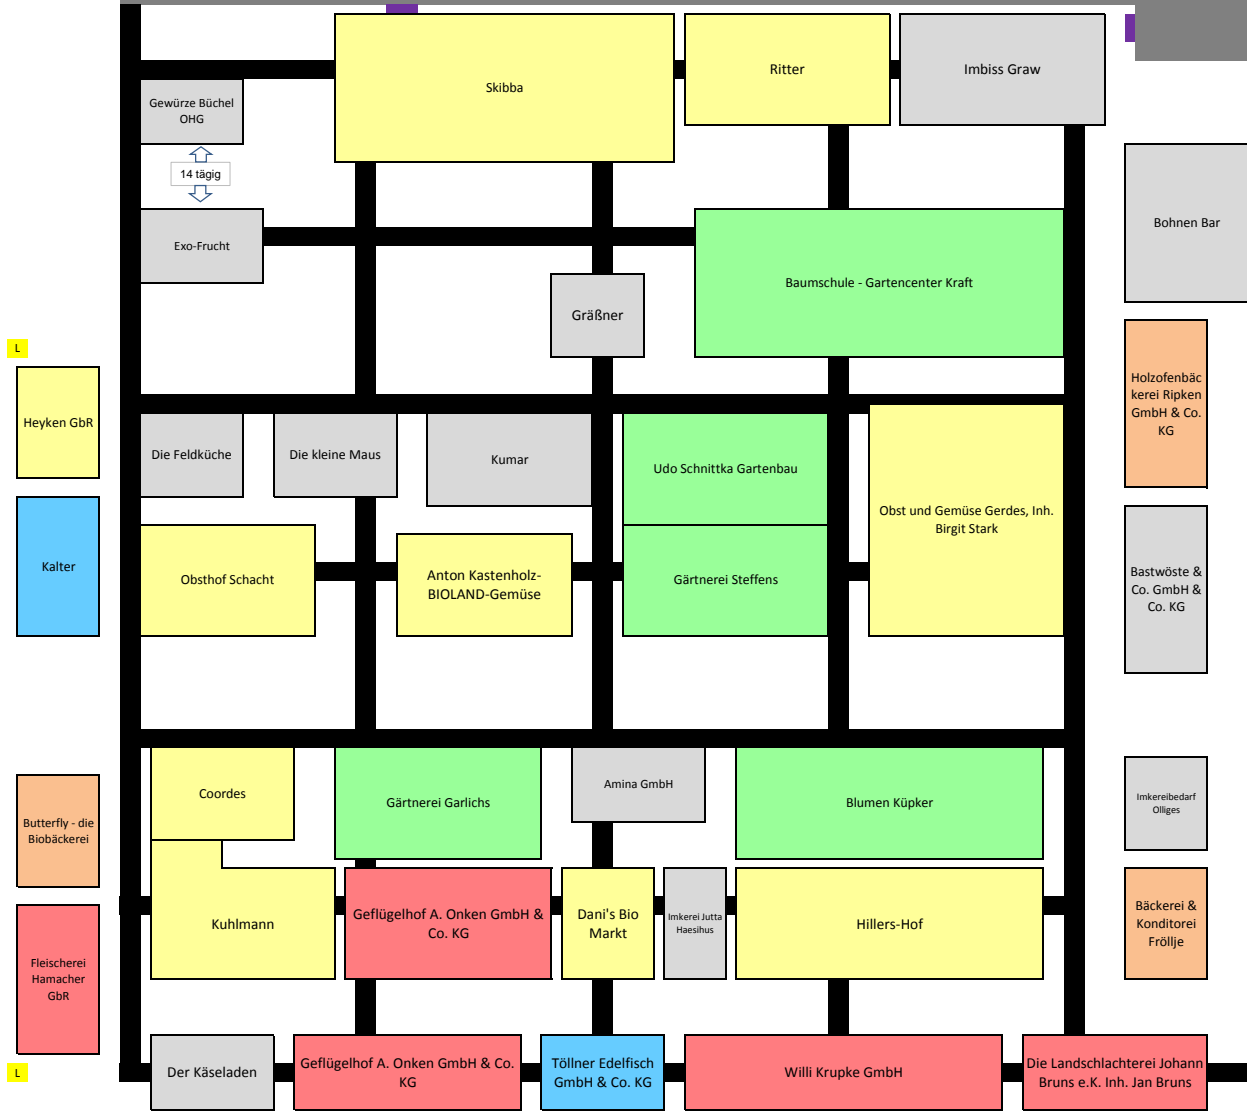 Skibba
Ritter
Imbiss Graw
Gewürze Büchel
OHG
14 tägig
Exo-Frucht
Bohnen Bar
Baumschule - Gartencenter Kraft
Gräßner
L
Heyken GbR
Holzofenbäc
kerei Ripken
GmbH & Co.
KG
Die Feldküche
Die kleine Maus
Kumar
Udo Schnittka Gartenbau
Obst und Gemüse Gerdes, Inh.
Birgit Stark
Kalter
Obsthof Schacht
Anton Kastenholz-
BIOLAND-Gemüse
Gärtnerei Steffens
Bastwöste &
Co. GmbH &
Co. KG
Coordes
Gärtnerei Garlichs
Amina GmbH
Blumen Küpker
Imkereibedarf
Olliges
Butterfly - die
Biobäckerei
Kuhlmann
Geflügelhof A. Onken GmbH &
Co. KG
Dani's Bio
Markt
Imkerei Jutta
Haesihus
Hillers-Hof
Bäckerei &
Konditorei
Frölje
Fleischerei
Hamacher
GbR
L
Der Käseladen
Geflügelhof A. Onken GmbH & Co.
KG
Töllner Edelfisch
GmbH & Co. KG
Willi Krupke GmbH
Die Landschlachterei Johann
Bruns e.K. Inh. Jan Bruns